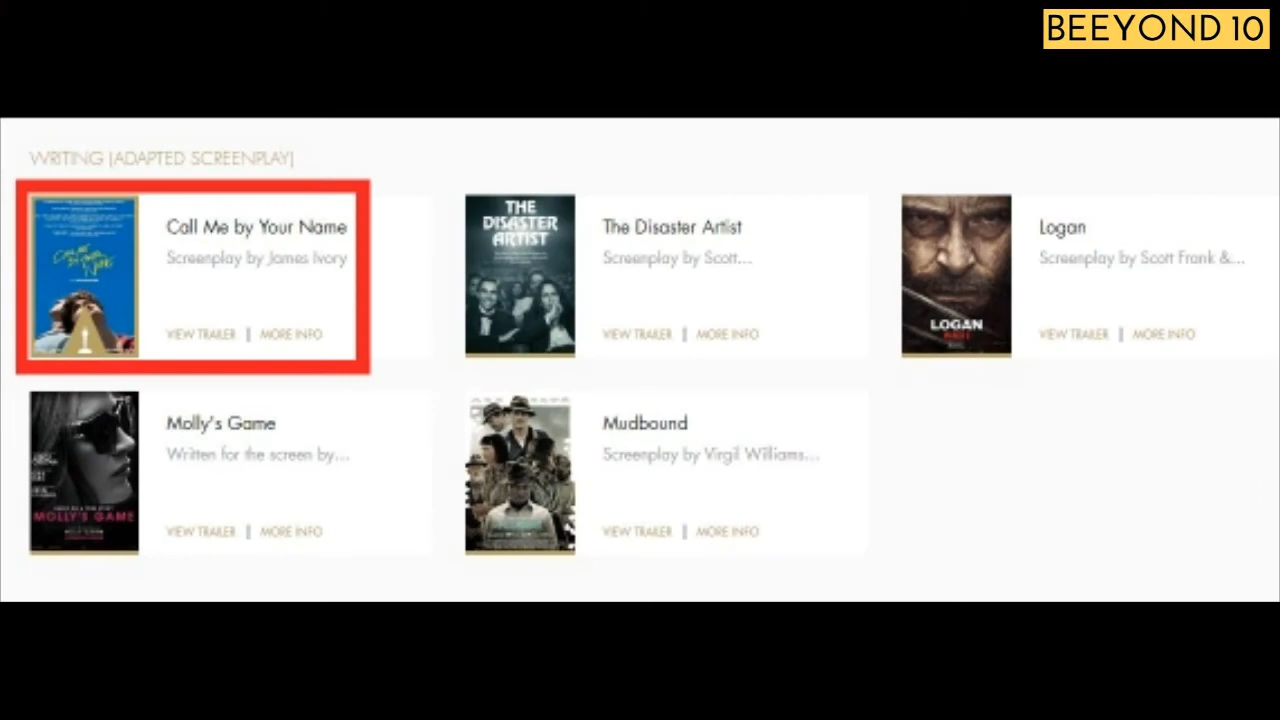 BEEYOND 10
WRITING (ADAPTED SCREENPLAY)
Call Me by Your Name
Screenplay by James Ivory
VIEW TRAILER | MORE INFO
THE
DISASTER
ARTIST
The Disaster Artist
Screenplay by Scott...
VIEW TRAILER | MORE INFO
LOGAN
Logan
Screenplay by Scott Frank &...
VIEW TRAILER | MORE INFO
MOLLY'S GAME
Molly's Game
Written for the screen by...
VIEW TRAILER | MORE INFO
Mudbound
Screenplay by Virgil Williams...
VIEW TRAILER | MORE INFO